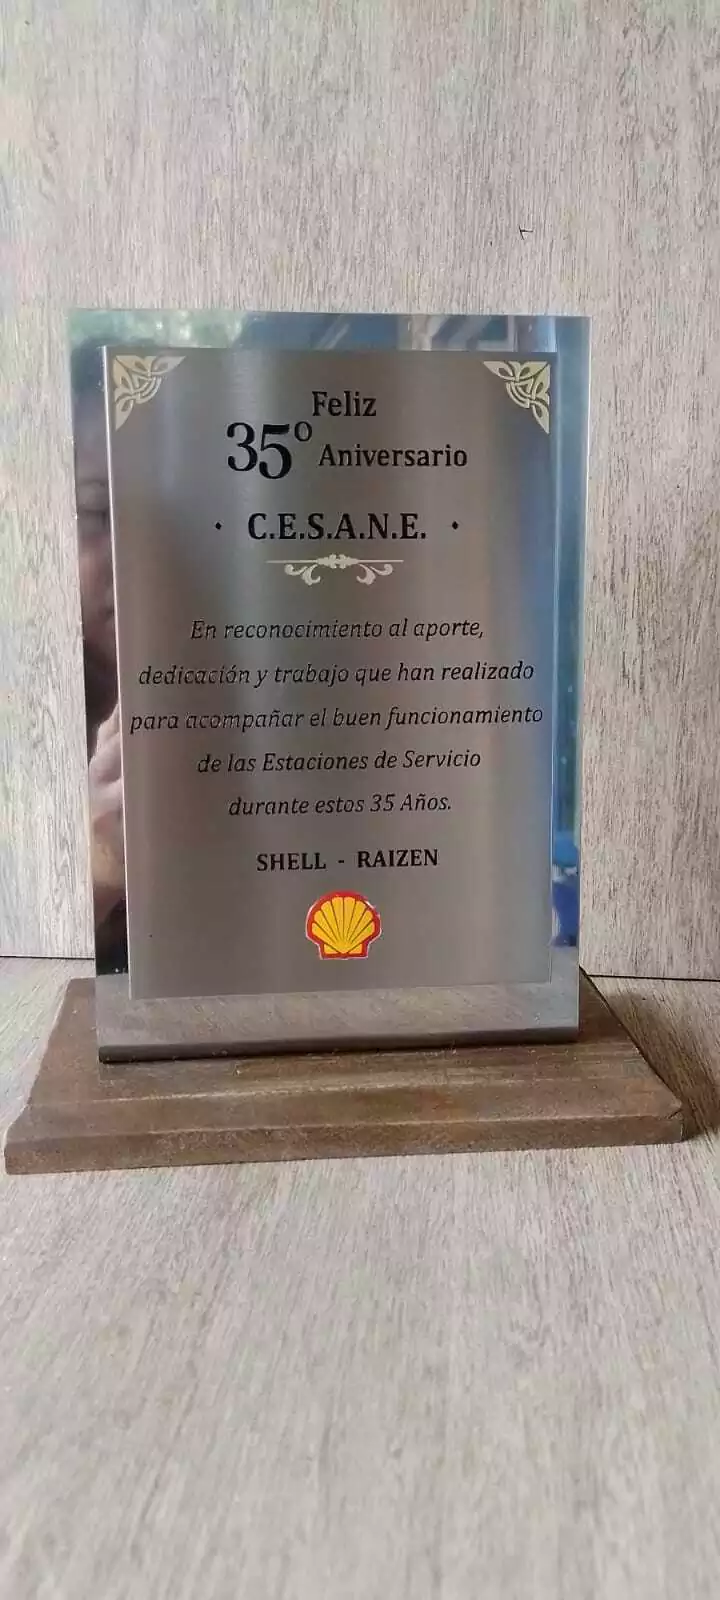 Feliz
35º Aniversario
· C.E.S.A.N.E. ·
En reconocimiento al aporte,
dedicación y trabajo que han realizado
para acompañar el buen funcionamiento
de las Estaciones de Servicio
durante estos 35 Años.
SHELL - RAIZEN